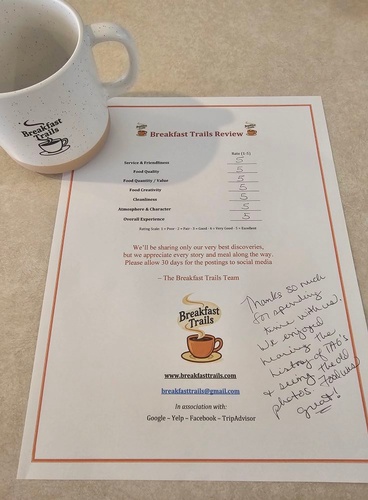 Breakfast
Trails
Breakfast Trails Review
Rate (1-5)
Service & Friendliness 5
Food Quality 5
Food Quantity / Value 5
Food Creativity 5
Cleanliness 5
Atmosphere & Character 5
Overall Experience 5
Rating Scale: 1 = Poor · 2 = Fair · 3 = Good · 4 = Very Good · 5 = Excellent
We'll be sharing only our very best discoveries,
but we appreciate every story and meal along the way.
Please allow 30 days for the postings to social media
– The Breakfast Trails Team
Breakfast
Trails
www.breakfasttrails.com
breakfasttrails@gmail.com
In association with:
Google ~ Yelp ~ Facebook ~ TripAdvisor
Thanks so much
for spending
time with us.
We enjoyed
hearing the
history of TAG's
& seeing the old
photos. Food was
great!